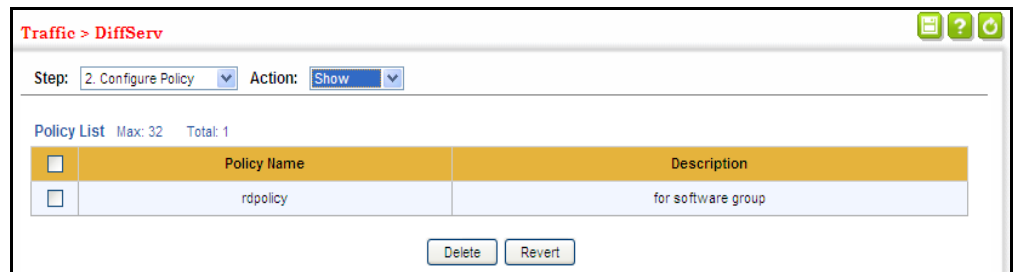 Traffic > DiffServ
Step: 2. Configure Policy Action: Show
Policy List Max: 32 Total: 1
Policy Name Description
rdpolicy for software group
Delete Revert